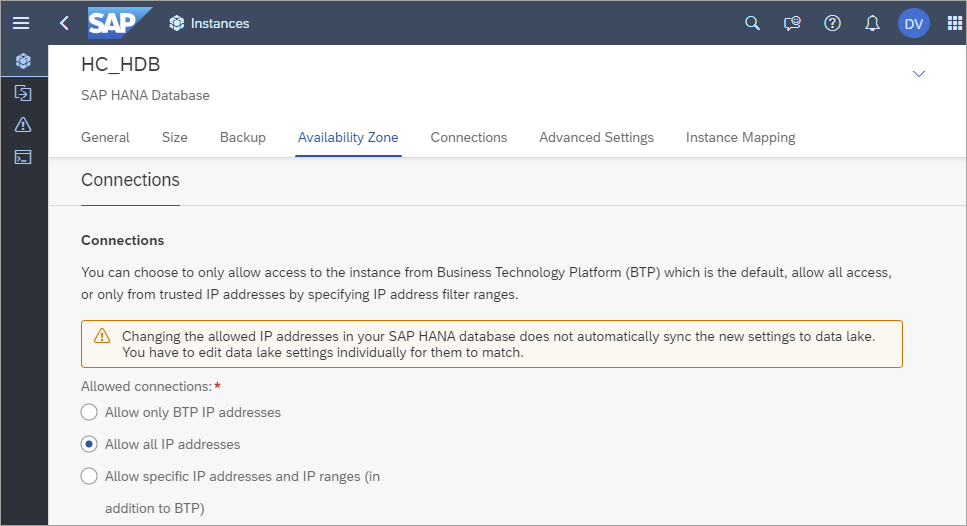 SAP Instances DV
HC_HDB
SAP HANA Database
General Size Backup Availability Zone Connections Advanced Settings Instance Mapping
Connections
Connections
You can choose to only allow access to the instance from Business Technology Platform (BTP) which is the default, allow all access,
or only from trusted IP addresses by specifying IP address filter ranges.
Changing the allowed IP addresses in your SAP HANA database does not automatically sync the new settings to data lake.
You have to edit data lake settings individually for them to match.
Allowed connections:*
Allow only BTP IP addresses
Allow all IP addresses
Allow specific IP addresses and IP ranges (in
addition to BTP)